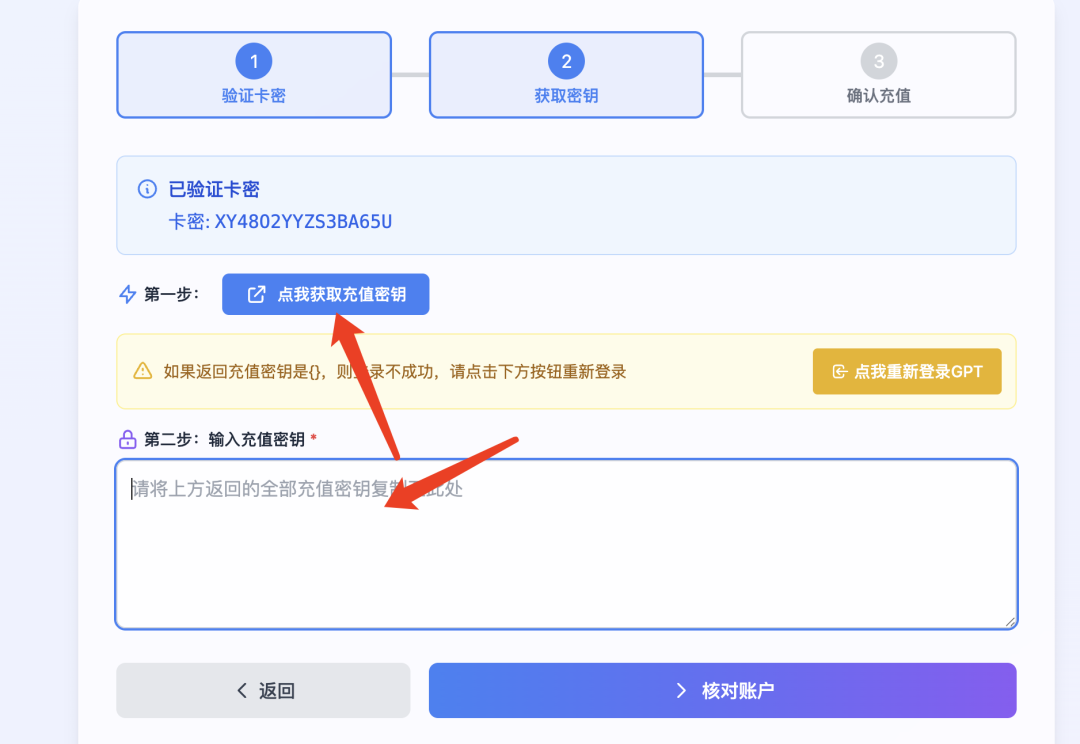 1
验证卡密
2
获取密钥
3
确认充值
已验证卡密
卡密: XY4802YYZS3BA65U
第一步：
点我获取充值密钥
如果返回充值密钥是{}，则登录不成功，请点击下方按钮重新登录
点我重新登录GPT
第二步：输入充值密钥 *
请将上方返回的全部充值密钥复制至此处
返回
核对账户